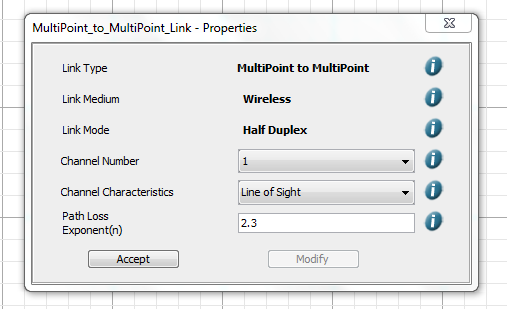 MultiPoint_to_MultiPoint_Link - Properties
Link Type MultiPoint to MultiPoint i
Link Medium Wireless i
Link Mode Half Duplex i
Channel Number 1 i
Channel Characteristics Line of Sight i
Path Loss
Exponent(n) 2.3 i
Accept Modify